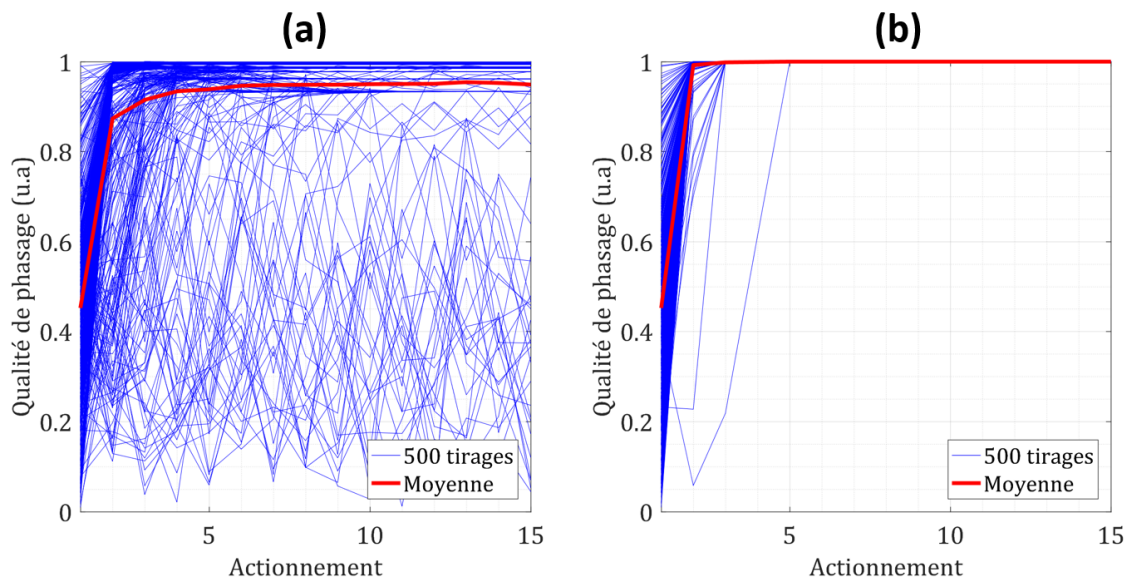 (a)
Qualité de phasage (u.a)
1
0.8
0.6
0.4
0.2
0
5
10
15
Actionnement
500 tirages
Moyenne
(b)
Qualité de phasage (u.a)
1
0.8
0.6
0.4
0.2
0
5
10
15
Actionnement
500 tirages
Moyenne